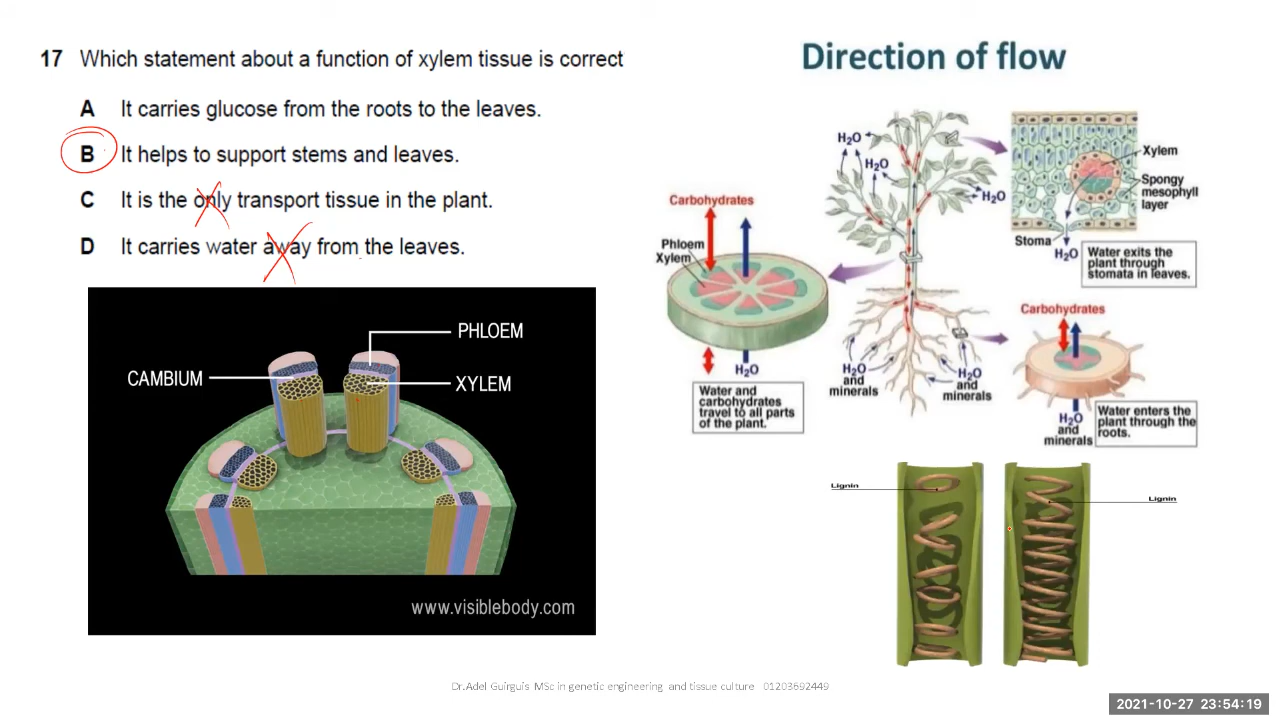 17 Which statement about a function of xylem tissue is correct
A It carries glucose from the roots to the leaves.
B It helps to support stems and leaves.
C It is the only transport tissue in the plant.
D It carries water away from the leaves.
PHLOEM
CAMBIUM
XYLEM
www.visiblebody.com
Direction of flow
H₂O
H₂O
H₂O
Xylem
Spongy
mesophyll
layer
Stoma
H₂O
Water exits the
plant through
stomata in leaves.
Carbohydrates
Phloem
Xylem
H₂O
Water and
carbohydrates
travel to all parts
of the plant.
H₂O
and
minerals
H₂O
and
minerals
Carbohydrates
H₂O
and
minerals
Water enters the
plant through the
roots.
Lignin
Lignin
Dr.Adel Guirguis MSc in genetic engineering and tissue culture 01203692449
2021-10-27 23:54:19